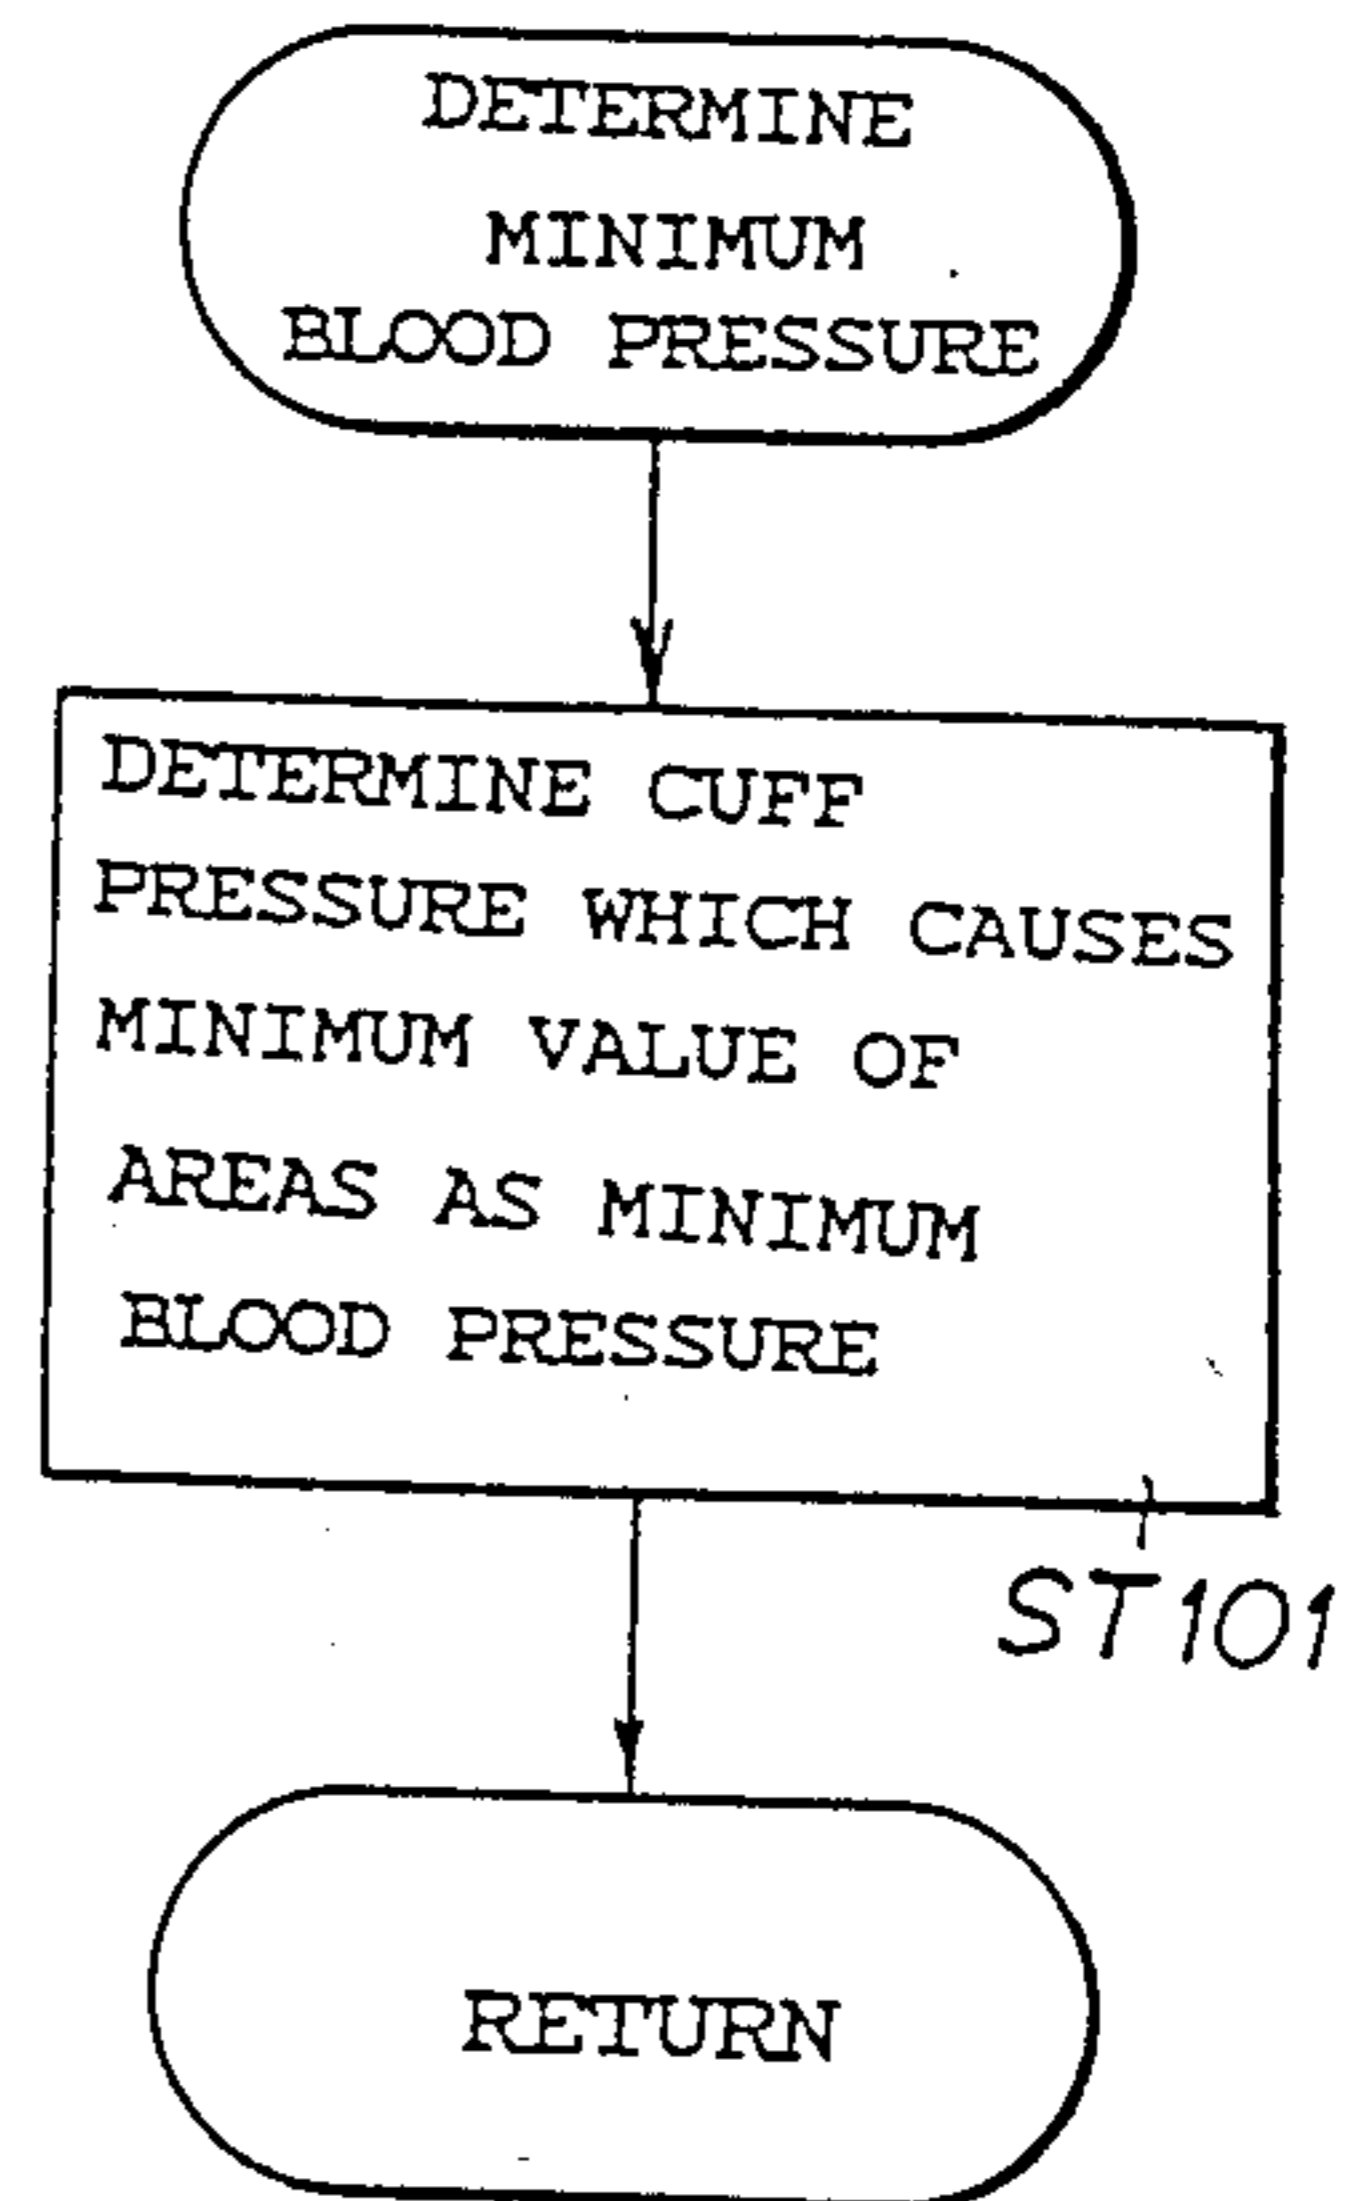 DETERMINE
MINIMUM
BLOOD PRESSURE
DETERMINE CUFF
PRESSURE WHICH CAUSES
MINIMUM VALUE OF
AREAS AS MINIMUM
BLOOD PRESSURE
ST101
RETURN